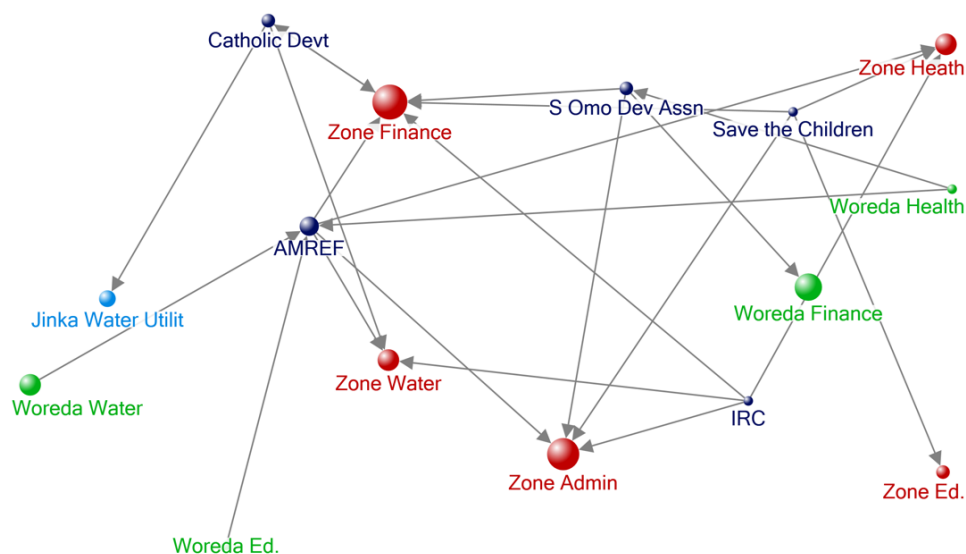 Catholic Devt
Zone Heath
S Omo Dev Assn
Zone Finance
Save the Children
Woreda Health
AMREF
Jinka Water Utilit
Woreda Finance
Zone Water
Woreda Water
IRC
Zone Admin
Zone Ed.
Woreda Ed.